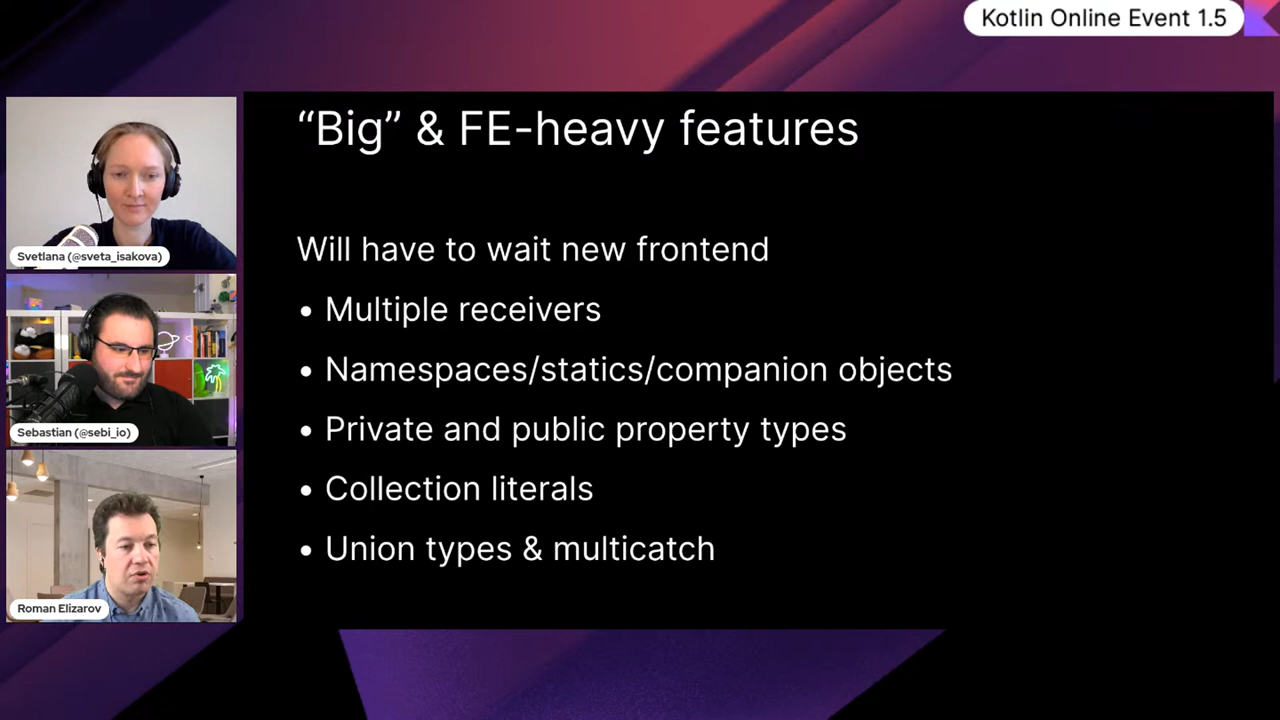 Kotlin Online Event 1.5
“Big” & FE-heavy features
Will have to wait new frontend
• Multiple receivers
• Namespaces/statics/companion objects
• Private and public property types
• Collection literals
• Union types & multicatch
Svetlana (@sveta_isakova)
Sebastian (@sebi_io)
Roman Elizarov